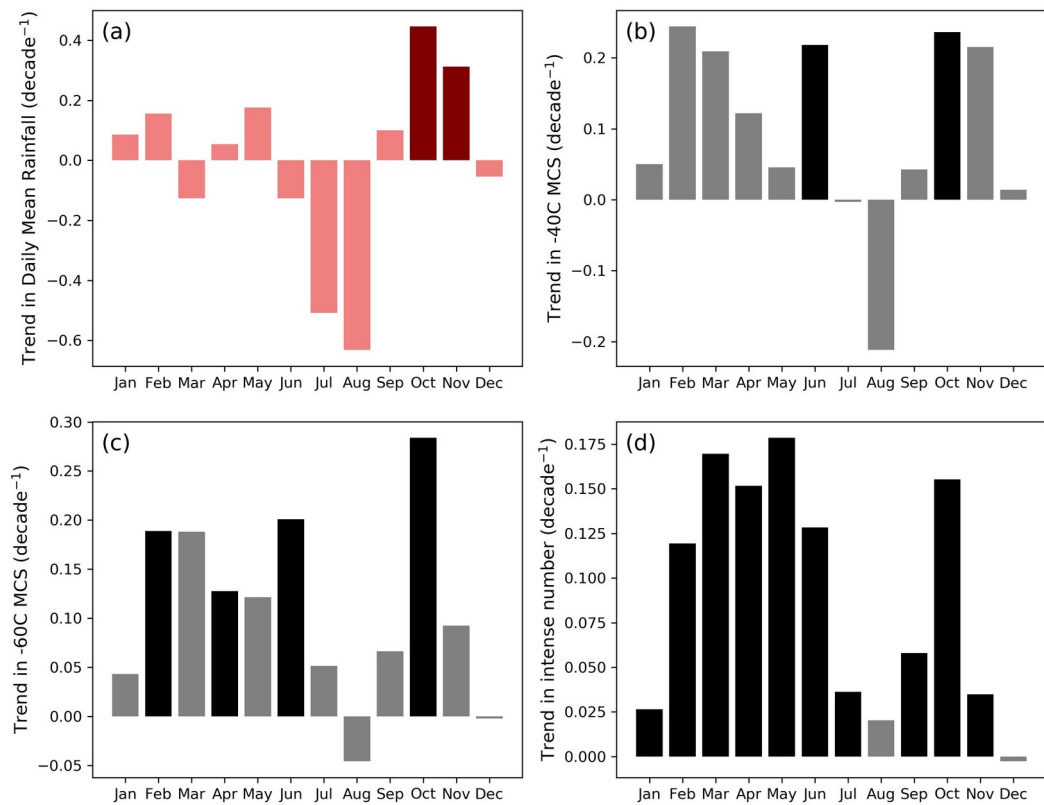 (a)
Trend in Daily Mean Rainfall (decade⁻¹)
0.4
0.2
0.0
−0.2
−0.4
−0.6
Jan Feb Mar Apr May Jun Jul Aug Sep Oct Nov Dec
(b)
Trend in -40C MCS (decade⁻¹)
0.2
0.1
0.0
−0.1
−0.2
Jan Feb Mar Apr May Jun Jul Aug Sep Oct Nov Dec
(c)
Trend in -60C MCS (decade⁻¹)
0.30
0.25
0.20
0.15
0.10
0.05
0.00
−0.05
Jan Feb Mar Apr May Jun Jul Aug Sep Oct Nov Dec
(d)
Trend in intense number (decade⁻¹)
0.175
0.150
0.125
0.100
0.075
0.050
0.025
0.000
Jan Feb Mar Apr May Jun Jul Aug Sep Oct Nov Dec